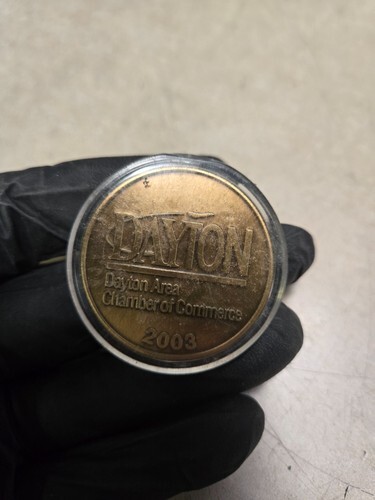 DAYTON
Dayton Area
Chamber of Commerce
2003